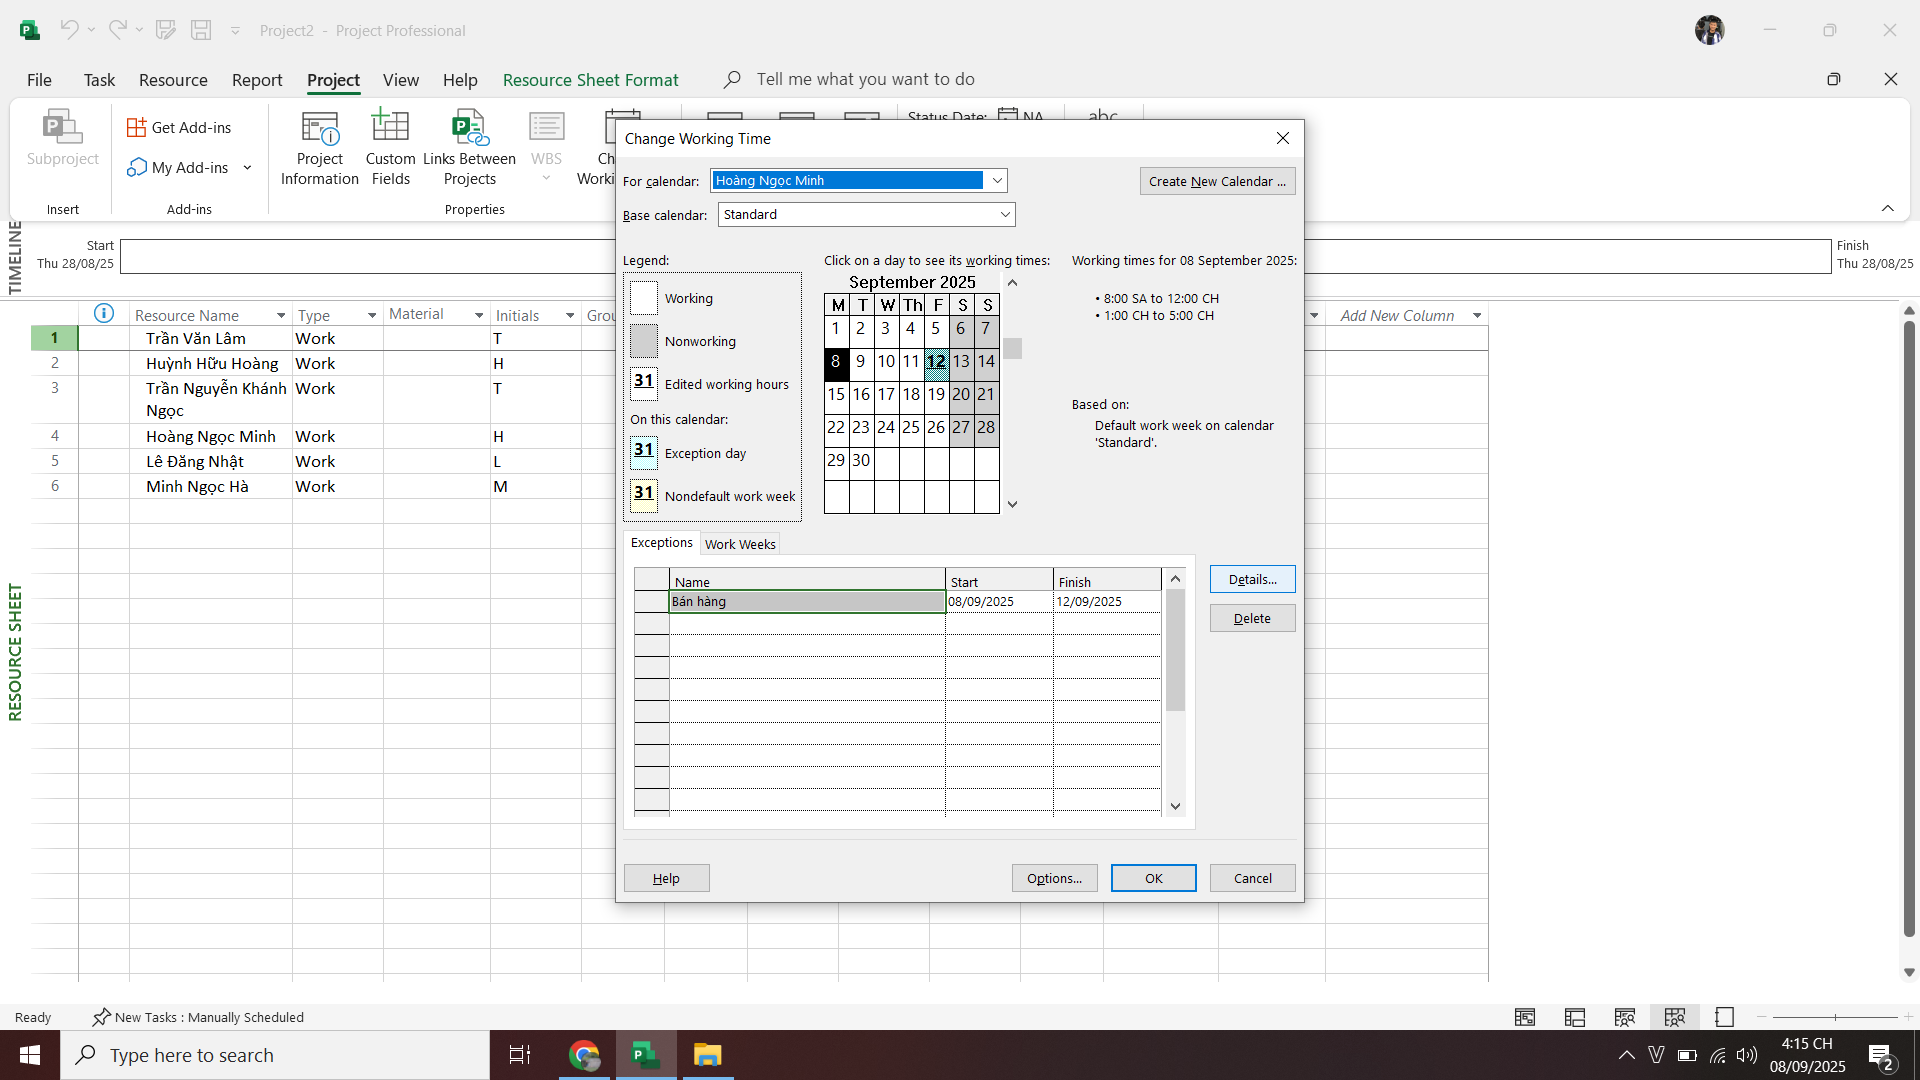 Project2 - Project Professional
File Task Resource Report Project View Help Resource Sheet Format Tell me what you want to do
Subproject
Insert
Get Add-ins
My Add-ins
Add-ins
Project Information
Custom Fields
Links Between Projects
WBS
Properties
Status Date: NA
TIMELINE
Start
Thu 28/08/25
Finish
Thu 28/08/25
RESOURCE SHEET
Resource Name Type Material Initials Add New Column
1 Trần Văn Lâm Work T
2 Huỳnh Hữu Hoàng Work H
3 Trần Nguyễn Khánh Work T
Ngọc
4 Hoàng Ngọc Minh Work H
5 Lê Đăng Nhật Work L
6 Minh Ngọc Hà Work M
Change Working Time
For calendar: Hoàng Ngọc Minh
Create New Calendar ...
Base calendar: Standard
Legend:
Working
Nonworking
31 Edited working hours
On this calendar:
31 Exception day
31 Nondefault work week
Click on a day to see its working times:
September 2025
M T W Th F S S
1 2 3 4 5 6 7
8 9 10 11 12 13 14
15 16 17 18 19 20 21
22 23 24 25 26 27 28
29 30
Working times for 08 September 2025:
• 8:00 SA to 12:00 CH
• 1:00 CH to 5:00 CH
Based on:
Default work week on calendar
'Standard'.
Exceptions Work Weeks
Name Start Finish
Bán hàng 08/09/2025 12/09/2025
Details...
Delete
Help Options... OK Cancel
Ready New Tasks : Manually Scheduled
Type here to search
4:15 CH
08/09/2025
2